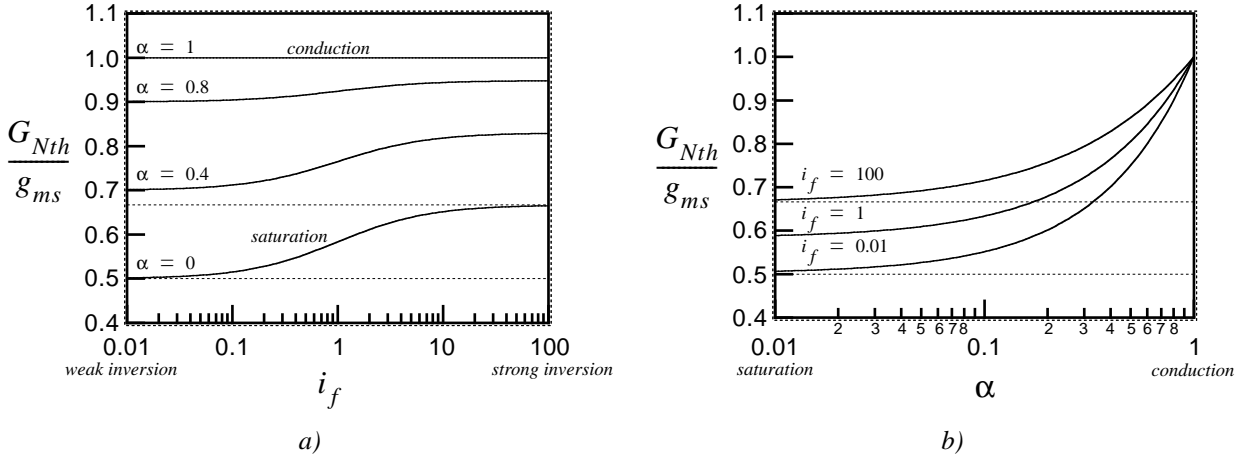 1.1
1.0
0.9
0.8
0.7
0.6
0.5
0.4
G_Nth
g_ms
α = 1
conduction
α = 0.8
α = 0.4
saturation
α = 0
0.01 0.1 1 10 100
weak inversion strong inversion
i_f
a)
1.1
1.0
0.9
0.8
0.7
0.6
0.5
0.4
G_Nth
g_ms
i_f = 100
i_f = 1
i_f = 0.01
2 3 4 5 6 7 8 2 3 4 5 6 7 8
0.01 0.1 1
saturation conduction
α
b)